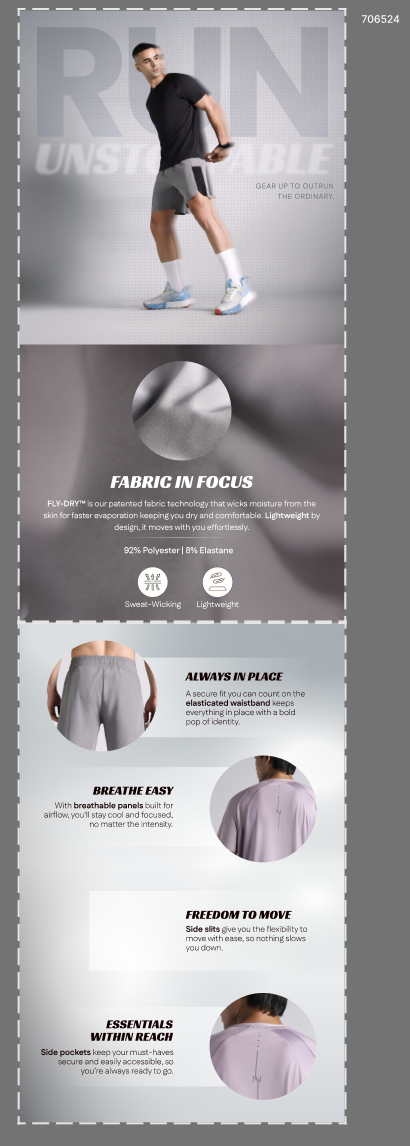 706524
RUN
UNSTOPPABLE
GEAR UP TO OUTRUN
THE ORDINARY.
FABRIC IN FOCUS
FLY-DRY™ is our patented fabric technology that wicks moisture from the
skin for faster evaporation keeping you dry and comfortable. Lightweight by
design, it moves with you effortlessly.
92% Polyester | 8% Elastane
Sweat-Wicking
Lightweight
ALWAYS IN PLACE
A secure fit you can count on the
elasticated waistband keeps
everything in place with a bold
pop of identity.
BREATHE EASY
With breathable panels built for
airflow, you'll stay cool and focused,
no matter the intensity.
FREEDOM TO MOVE
Side slits give you the flexibility to
move with ease, so nothing slows
you down.
ESSENTIALS
WITHIN REACH
Side pockets keep your must-haves
secure and easily accessible, so
you're always ready to go.